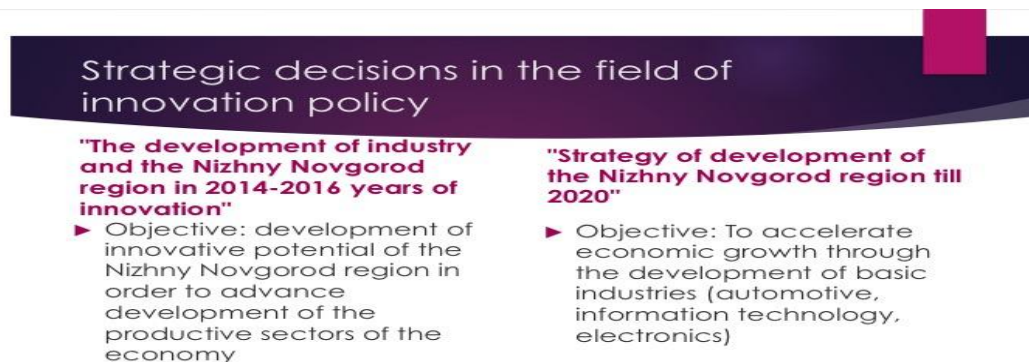 Strategic decisions in the field of
innovation policy
"The development of industry
and the Nizhny Novgorod
region in 2014-2016 years of
innovation"
► Objective: development of
innovative potential of the
Nizhny Novgorod region in
order to advance
development of the
productive sectors of the
economy
"Strategy of development of
the Nizhny Novgorod region till
2020"
► Objective: To accelerate
economic growth through
the development of basic
industries (automotive,
information technology,
electronics)